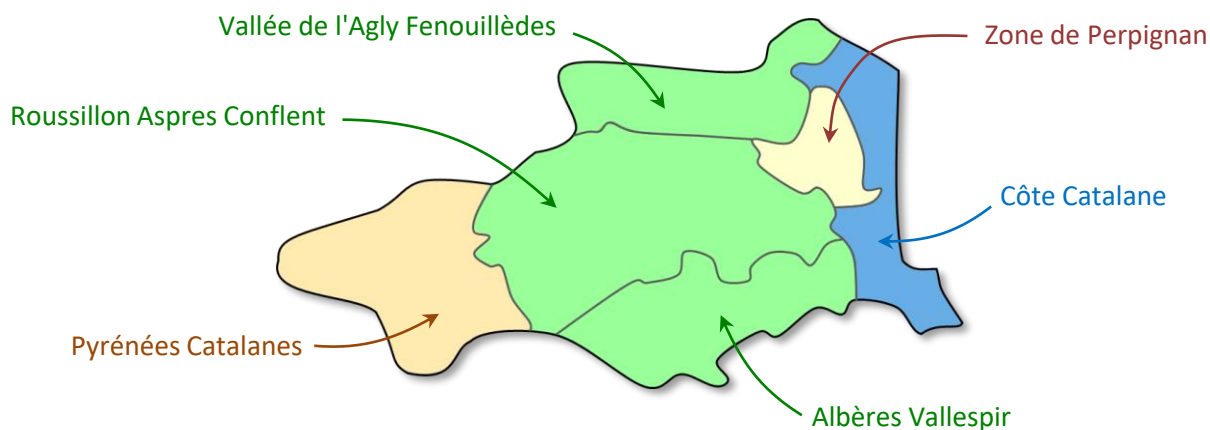 Vallée de l'Agly Fenouillèdes
Zone de Perpignan
Roussillon Aspres Conflent
Côte Catalane
Pyrénées Catalanes
Albères Vallespir